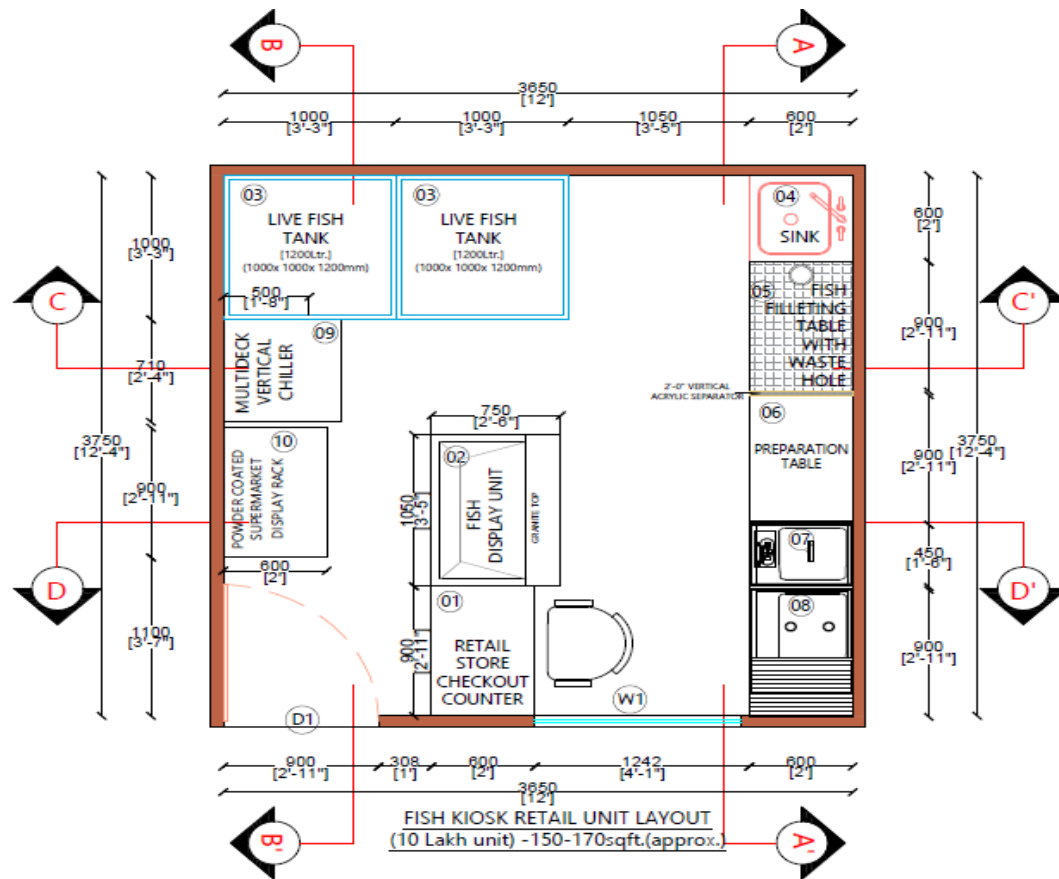 B
A
3650
[12']
1000
[3'-3"]
1000
[3'-3"]
1050
[3'-5"]
600
[2']
03
LIVE FISH
TANK
[1200Ltr.]
(1000x 1000x 1200mm)
03
LIVE FISH
TANK
[1200Ltr.]
(1000x 1000x 1200mm)
04
SINK
1000
[3'-3"]
600
[2']
C
C'
500
[1'-8"]
09
MULTIDECK
VERTICAL
CHILLER
05
FISH
FILLETING
TABLE
WITH
WASTE
HOLE
900
[2'-11"]
710
[2'-4"]
2'-0" VERTICAL
ACRYLIC SEPARATOR
750
[2'-6"]
06
PREPARATION
TABLE
3750
[12'-4"]
3750
[12'-4"]
900
[2'-11"]
900
[2'-11"]
10
POWDER COATED
SUPERMARKET
DISPLAY RACK
1050
[3'-5"]
02
FISH
DISPLAY UNIT
GRANITE TOP
07
450
[1'-6"]
600
[2']
D
D'
01
RETAIL
STORE
CHECKOUT
COUNTER
08
1100
[3'-7"]
900
[2'-11"]
900
[2'-11"]
D1
W1
900
[2'-11"]
308
[1']
600
[2']
1242
[4'-1"]
600
[2']
3650
[12']
FISH KIOSK RETAIL UNIT LAYOUT
(10 Lakh unit) -150-170sqft.(approx.)
B'
A'